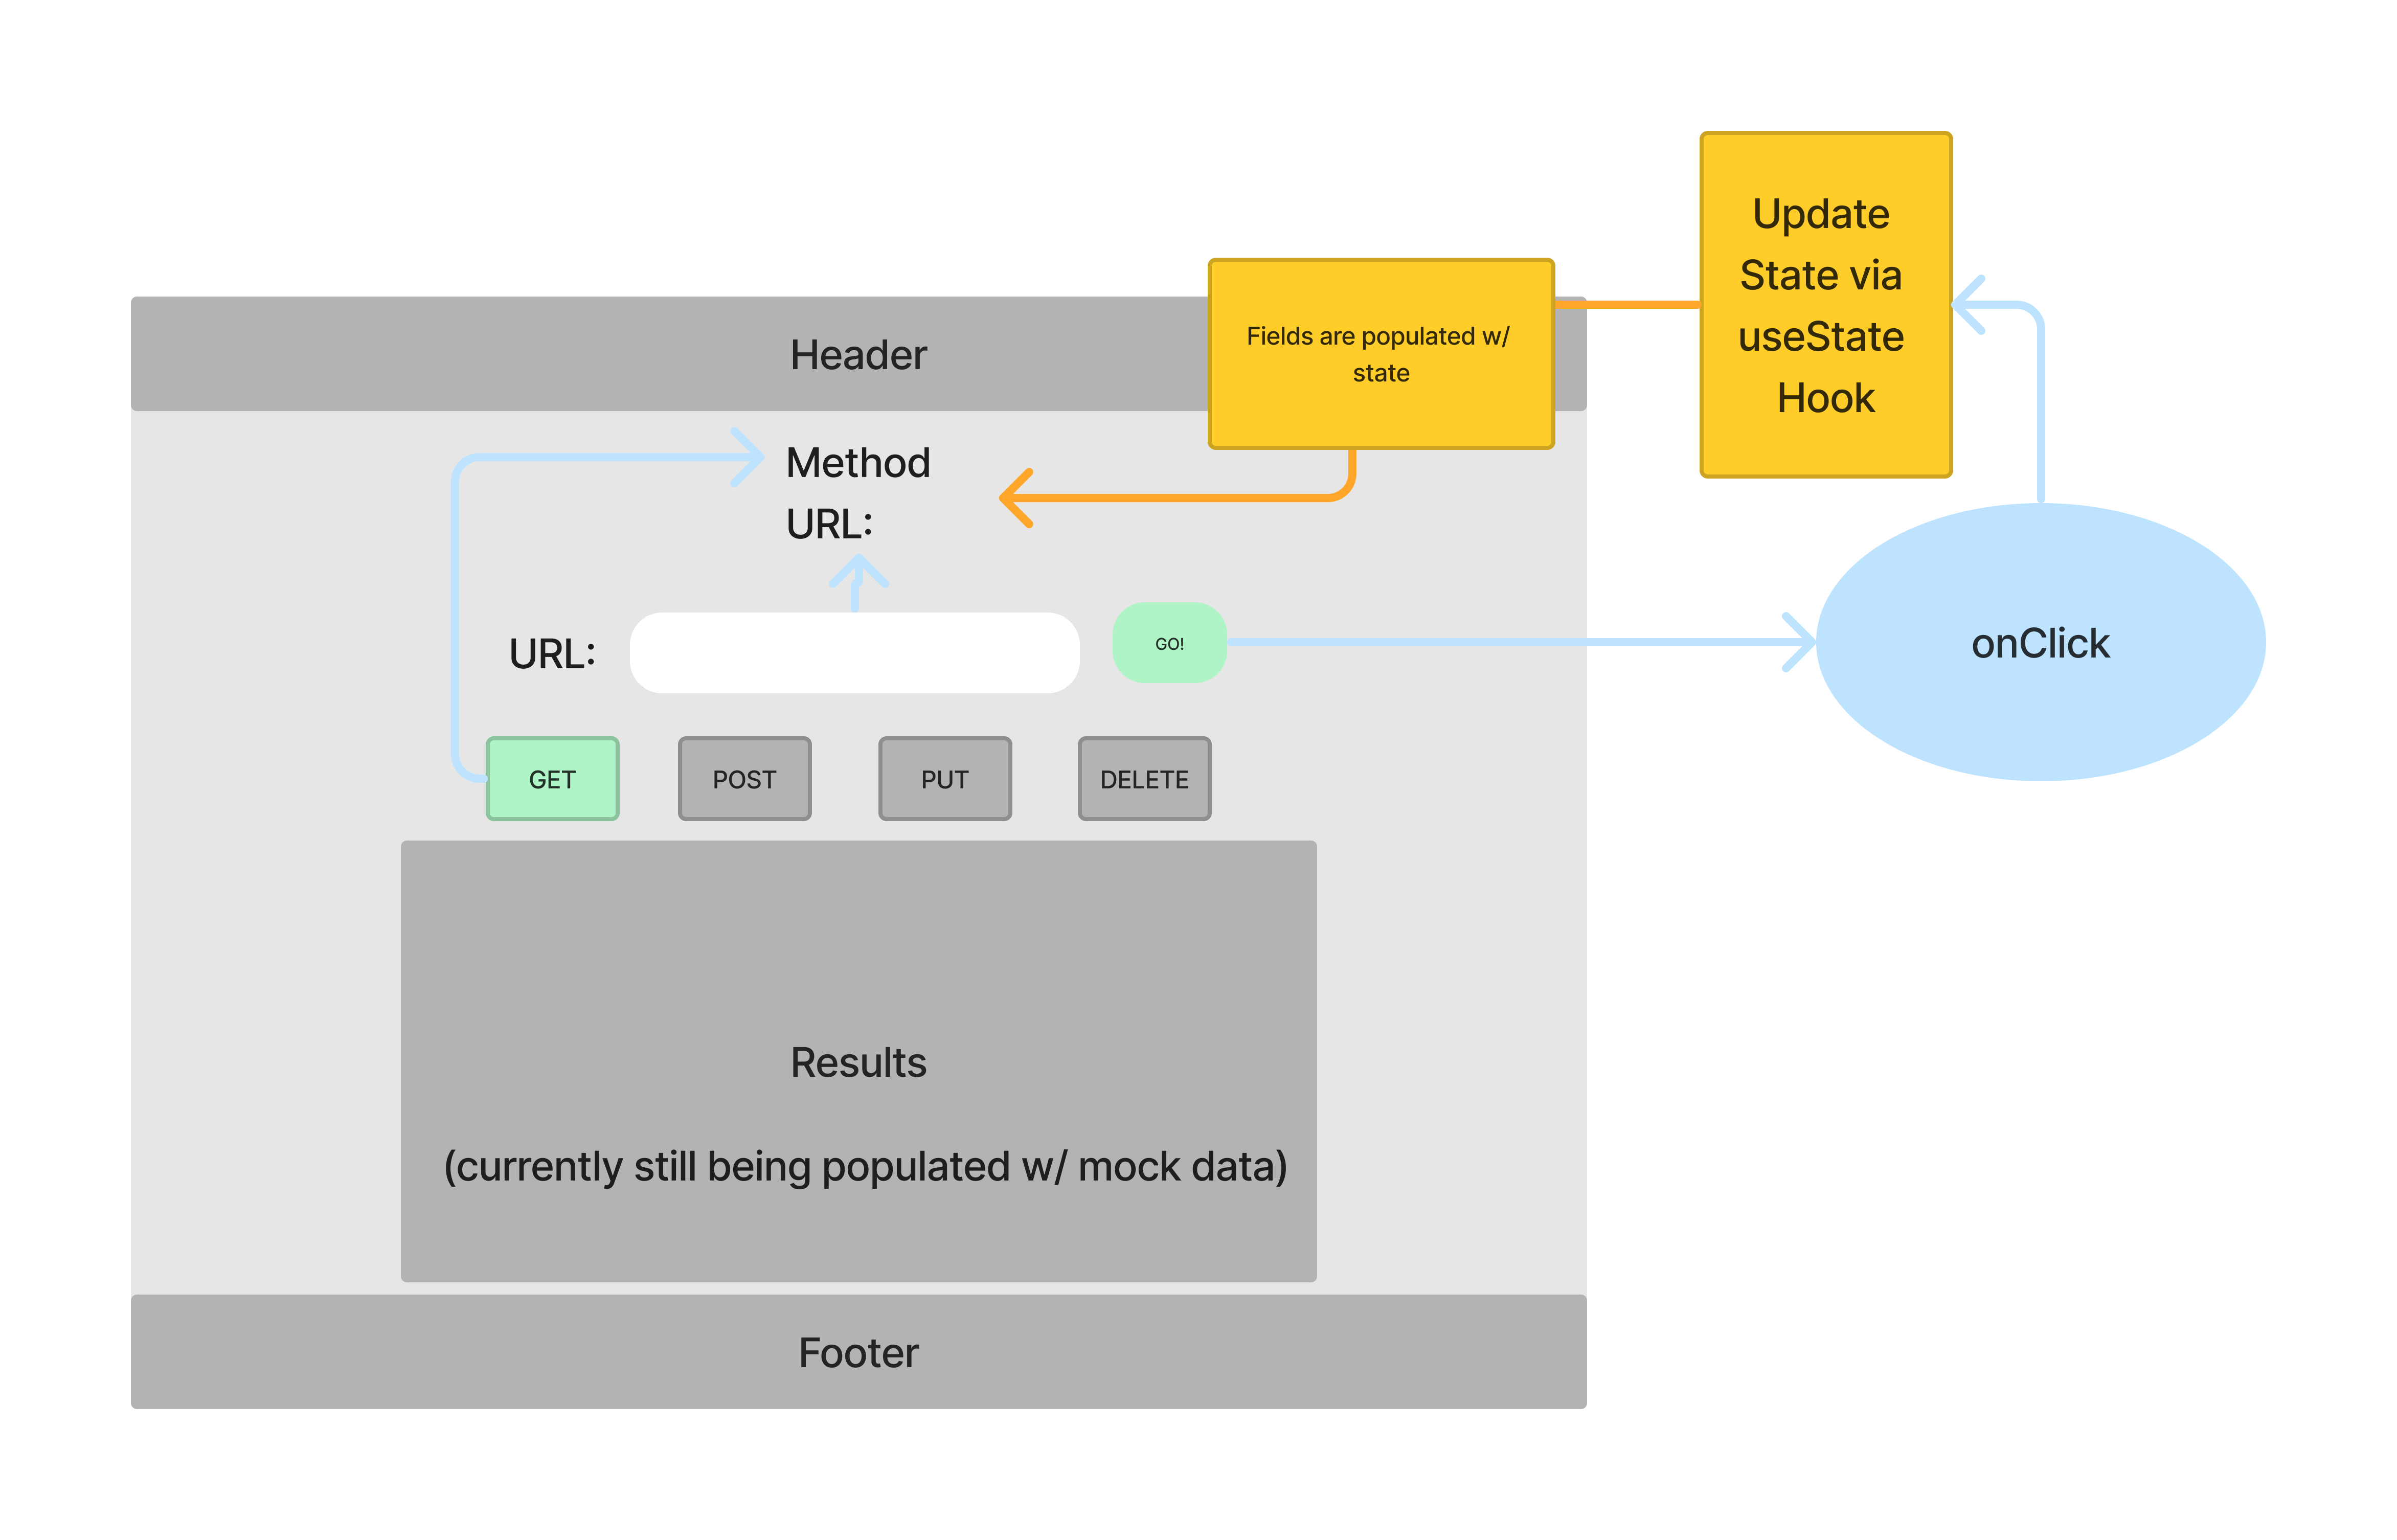 Update
State via
useState
Hook
Fields are populated w/
state
Header
Method
URL:
URL:
GO!
onClick
GET
POST
PUT
DELETE
Results
(currently still being populated w/ mock data)
Footer